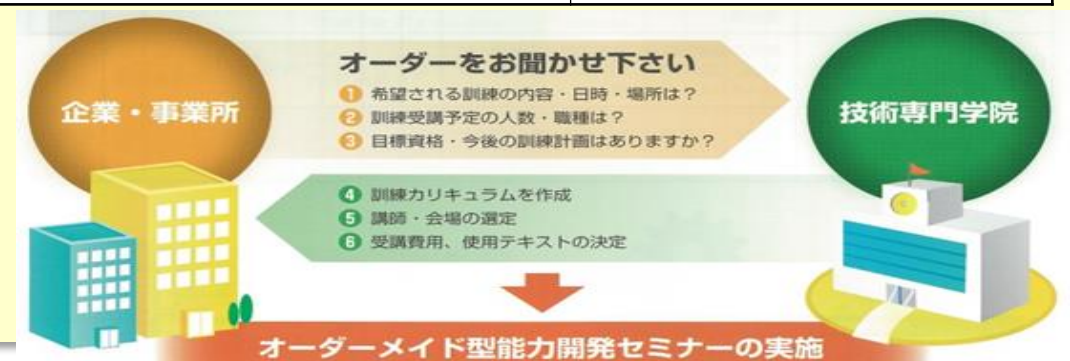 企業・事業所
オーダーをお聞かせ下さい
1 希望される訓練の内容・日時・場所は？
2 訓練受講予定の人数・職種は？
3 目標資格・今後の訓練計画はありますか？
技術専門学院
4 訓練カリキュラムを作成
5 講師・会場の選定
6 受講費用、使用テキストの決定
オーダーメイド型能力開発セミナーの実施